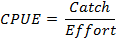 CPUE = Catch / Effort